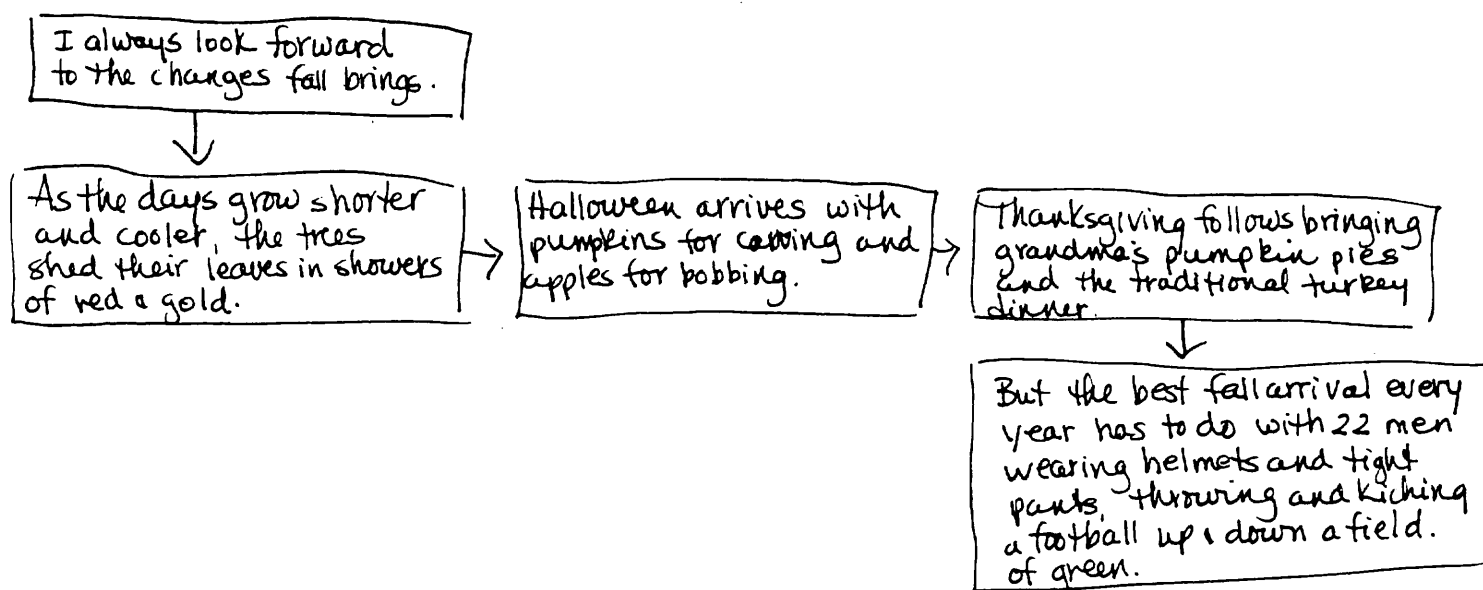 I always look forward
to the changes fall brings.
As the days grow shorter
and cooler, the trees
shed their leaves in showers
of red & gold.
Halloween arrives with
pumpkins for carving and
apples for bobbing.
Thanksgiving follows bringing
grandma's pumpkin pies
and the traditional turkey
dinner.
But the best fall arrival every
year has to do with 22 men
wearing helmets and tight
pants, throwing and kicking
a football up & down a field.
of green.